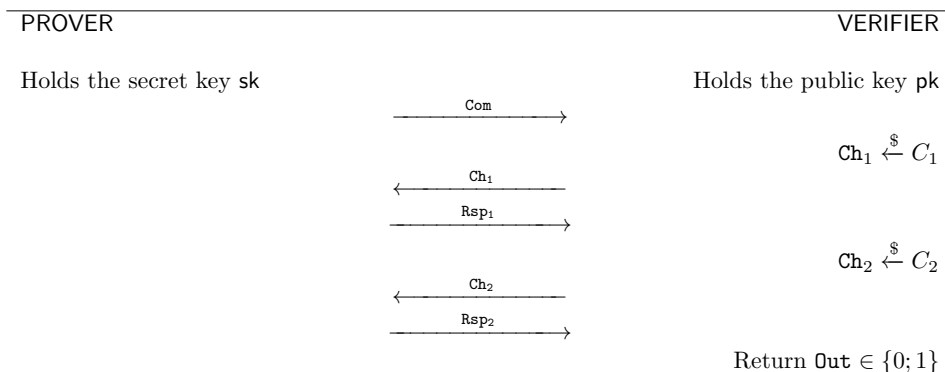 PROVER VERIFIER
Holds the secret key sk Holds the public key pk
Com
Ch₁ $← C₁
Ch₁
Rsp₁
Ch₂ $← C₂
Ch₂
Rsp₂
Return Out ∈ {0; 1}